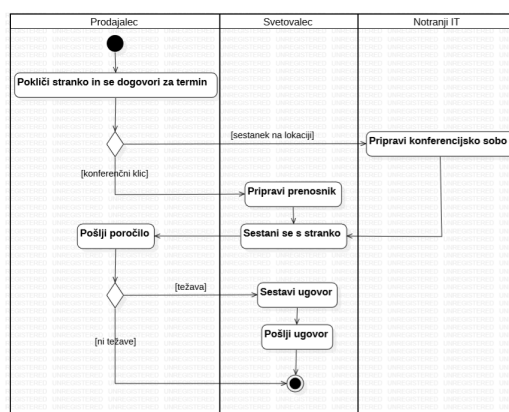 Prodajalec
Svetovalec
Notranji IT
Pokliči stranko in se dogovori za termin
[sestanek na lokaciji]
Pripravi konferencijsko sobo
[konferenčni klic]
Pripravi prenosnik
Pošlji poročilo
Sestani se s stranko
[težava]
Sestavi ugovor
[ni težave]
Pošlji ugovor